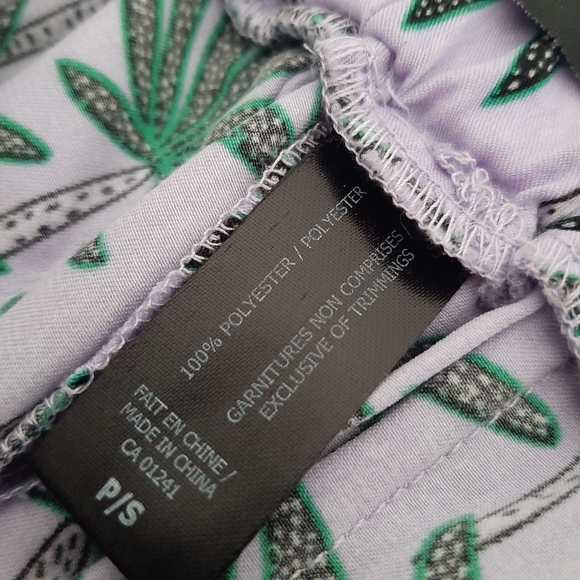 100% POLYESTER / POLYESTER
GARNITURES NON COMPRISES /
EXCLUSIVE OF TRIMMINGS
FAIT EN CHINE /
MADE IN CHINA
CA 01241
P/S